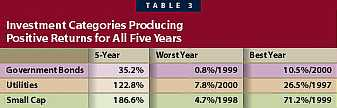 TABLE 3
Investment Categories Producing
Positive Returns for All Five Years
5-Year Worst Year Best Year
Government Bonds 35.2% 0.8%/1999 10.5%/2000
Utilities 122.8% 7.8%/2000 26.5%/1997
Small Cap 186.6% 4.7%/1998 71.2%/1999